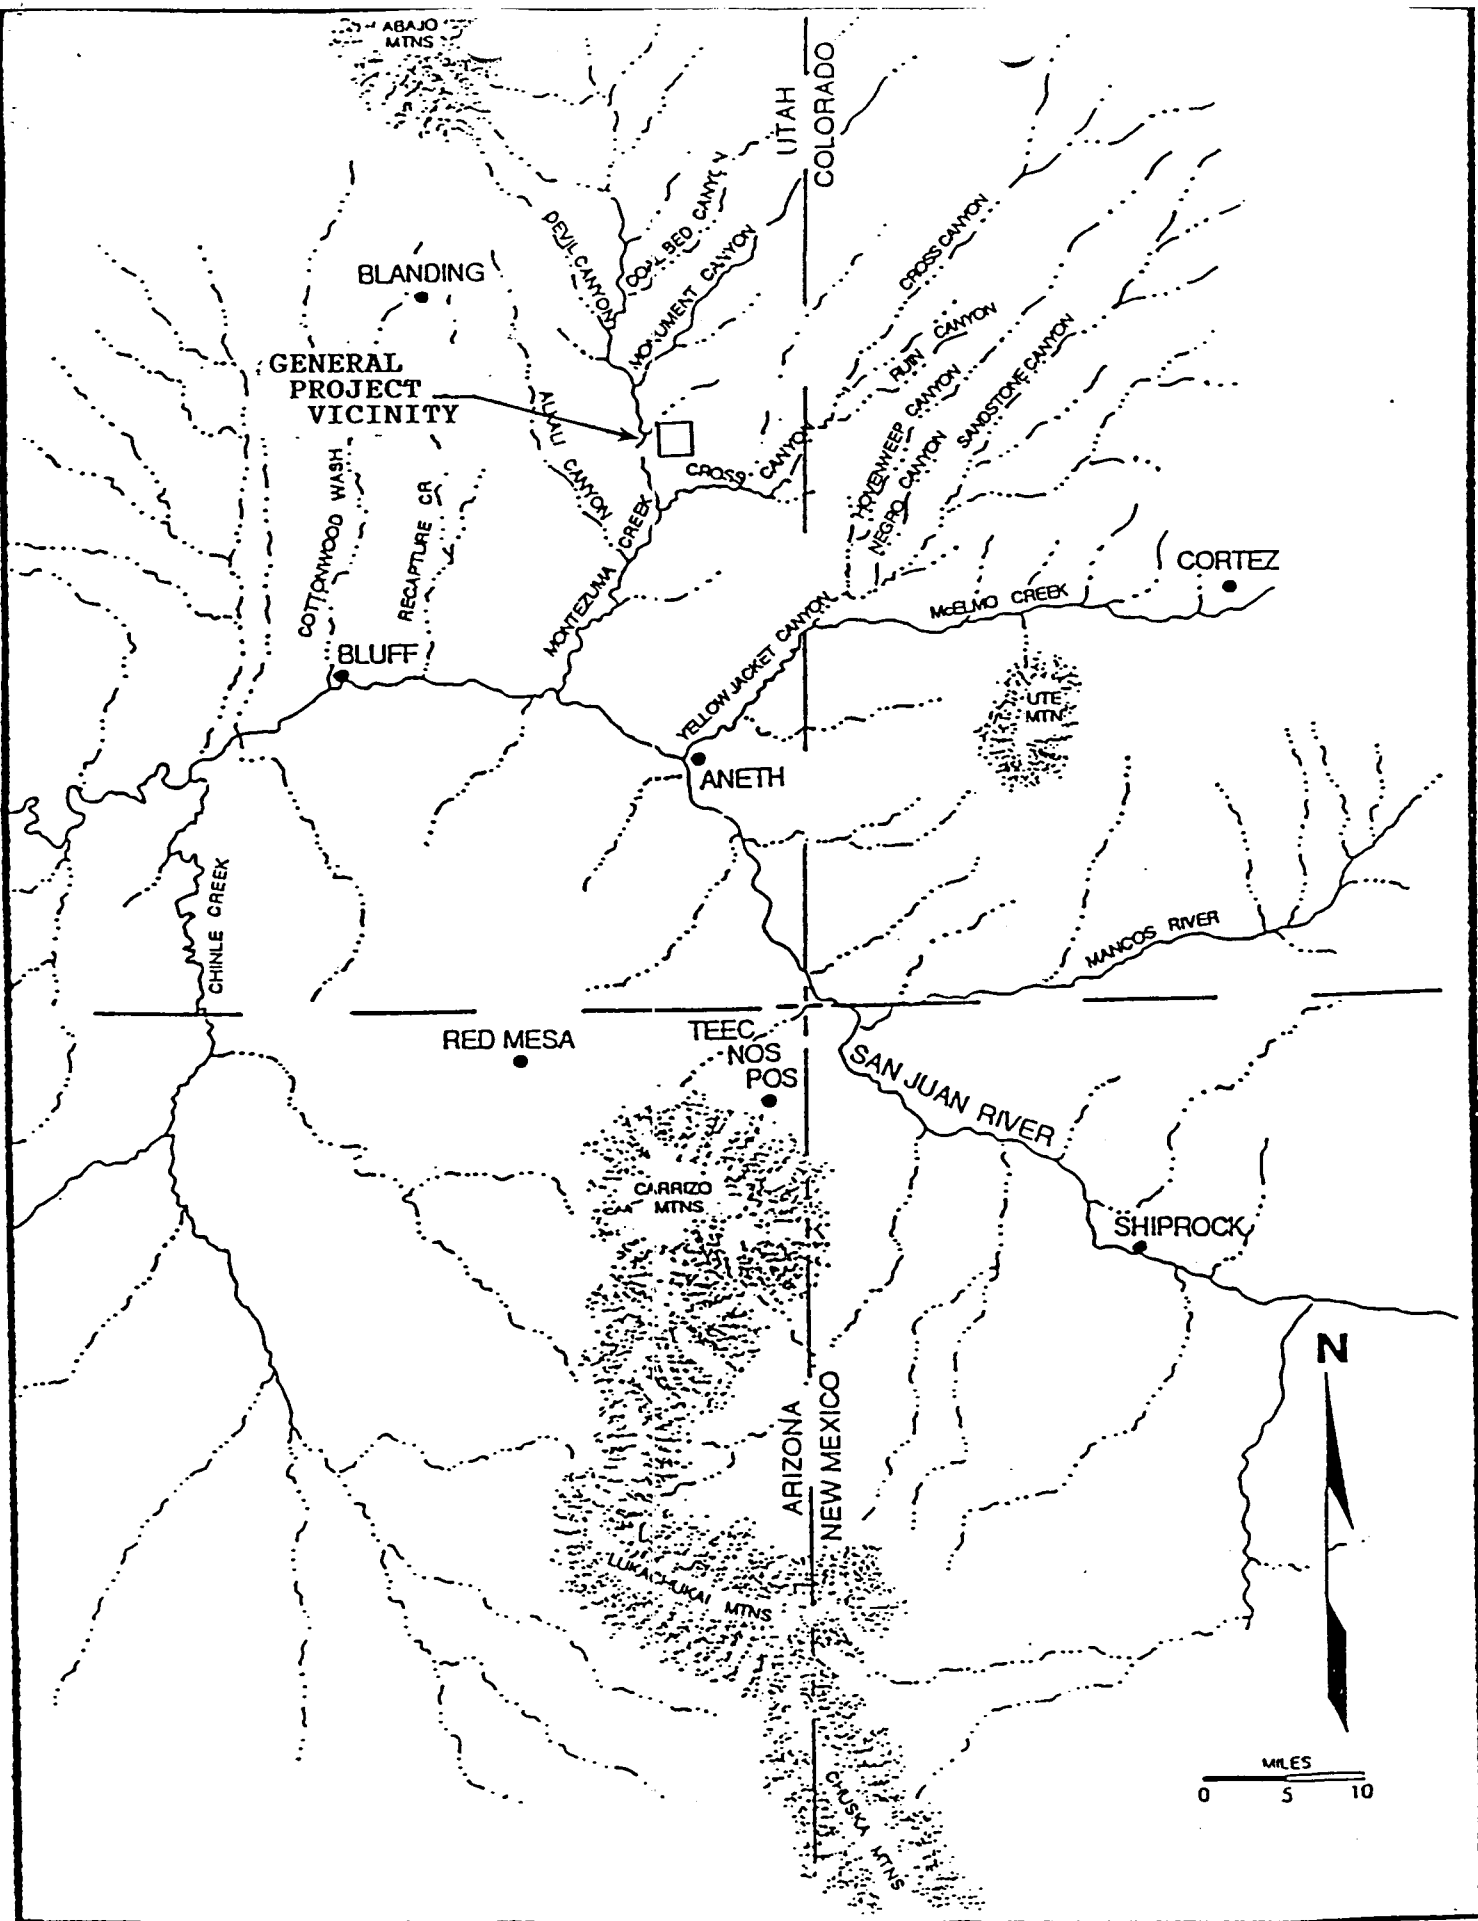 ABAJO
MTNS
UTAH
COLORADO
DEVIL CANYON
COAL BED CANYON
MONUMENT CANYON
CROSS CANYON
BLANDING
GENERAL
PROJECT
VICINITY
RUIN CANYON
HOVENWEEP CANYON
NEGRO CANYON
SANDSTONE CANYON
ALKALI CANYON
CROSS CANYON
COTTONWOOD WASH
RECAPTURE CR
MONTEZUMA CREEK
CORTEZ
McELMO CREEK
YELLOW JACKET CANYON
BLUFF
UTE
MTN
ANETH
CHINLE CREEK
MANCOS RIVER
RED MESA
TEEC
NOS
POS
SAN JUAN RIVER
CARRIZO
MTNS
SHIPROCK
N
ARIZONA
NEW MEXICO
LUKACHUKAI MTNS
CHUSKA MTNS
MILES
0 5 10